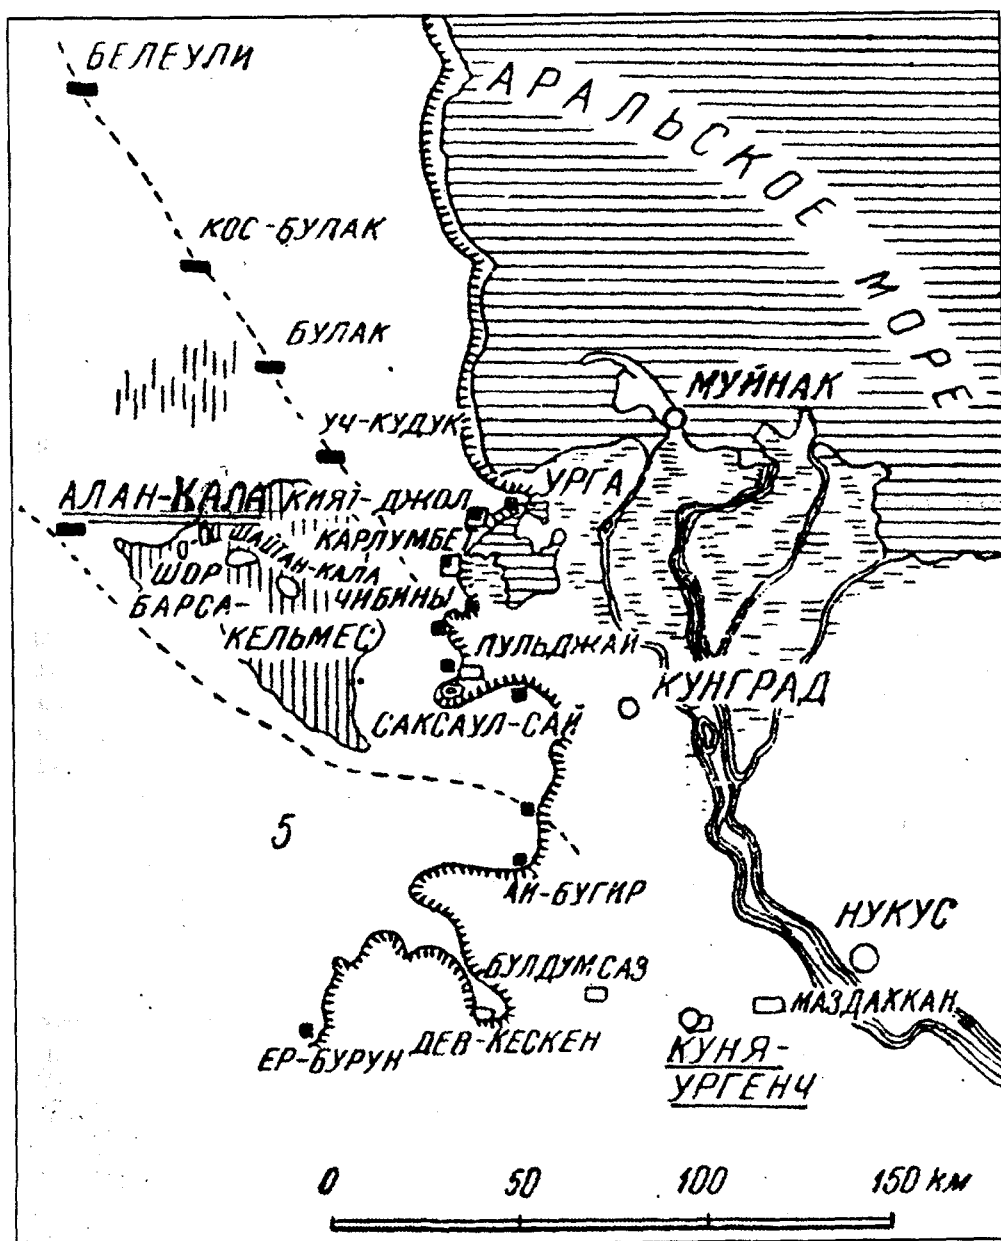 БЕЛЕУЛИ
АРАЛЬСКОЕ МОРЕ
КОС-БУЛАК
БУЛАК
МУЙНАК
УЧ-КУДУК
УРГА
АЛАН-КАЛА
КИЯТ-ДЖОЛ
КАРЛУМБЕ
ШАЙТАН-КАЛА
ШОР
БАРСА-
КЕЛЬМЕС
ЧИБИНЫ
ПУЛЬДЖАЙ
КУНГРАД
САКСАУЛ-САЙ
5
АЙ-БУГИР
НУКУС
БУЛДУМСАЗ
МАЗДАХКАН
ЕР-БУРУН
ДЕВ-КЕСКЕН
КУНЯ-
УРГЕНЧ
0 50 100 150 км